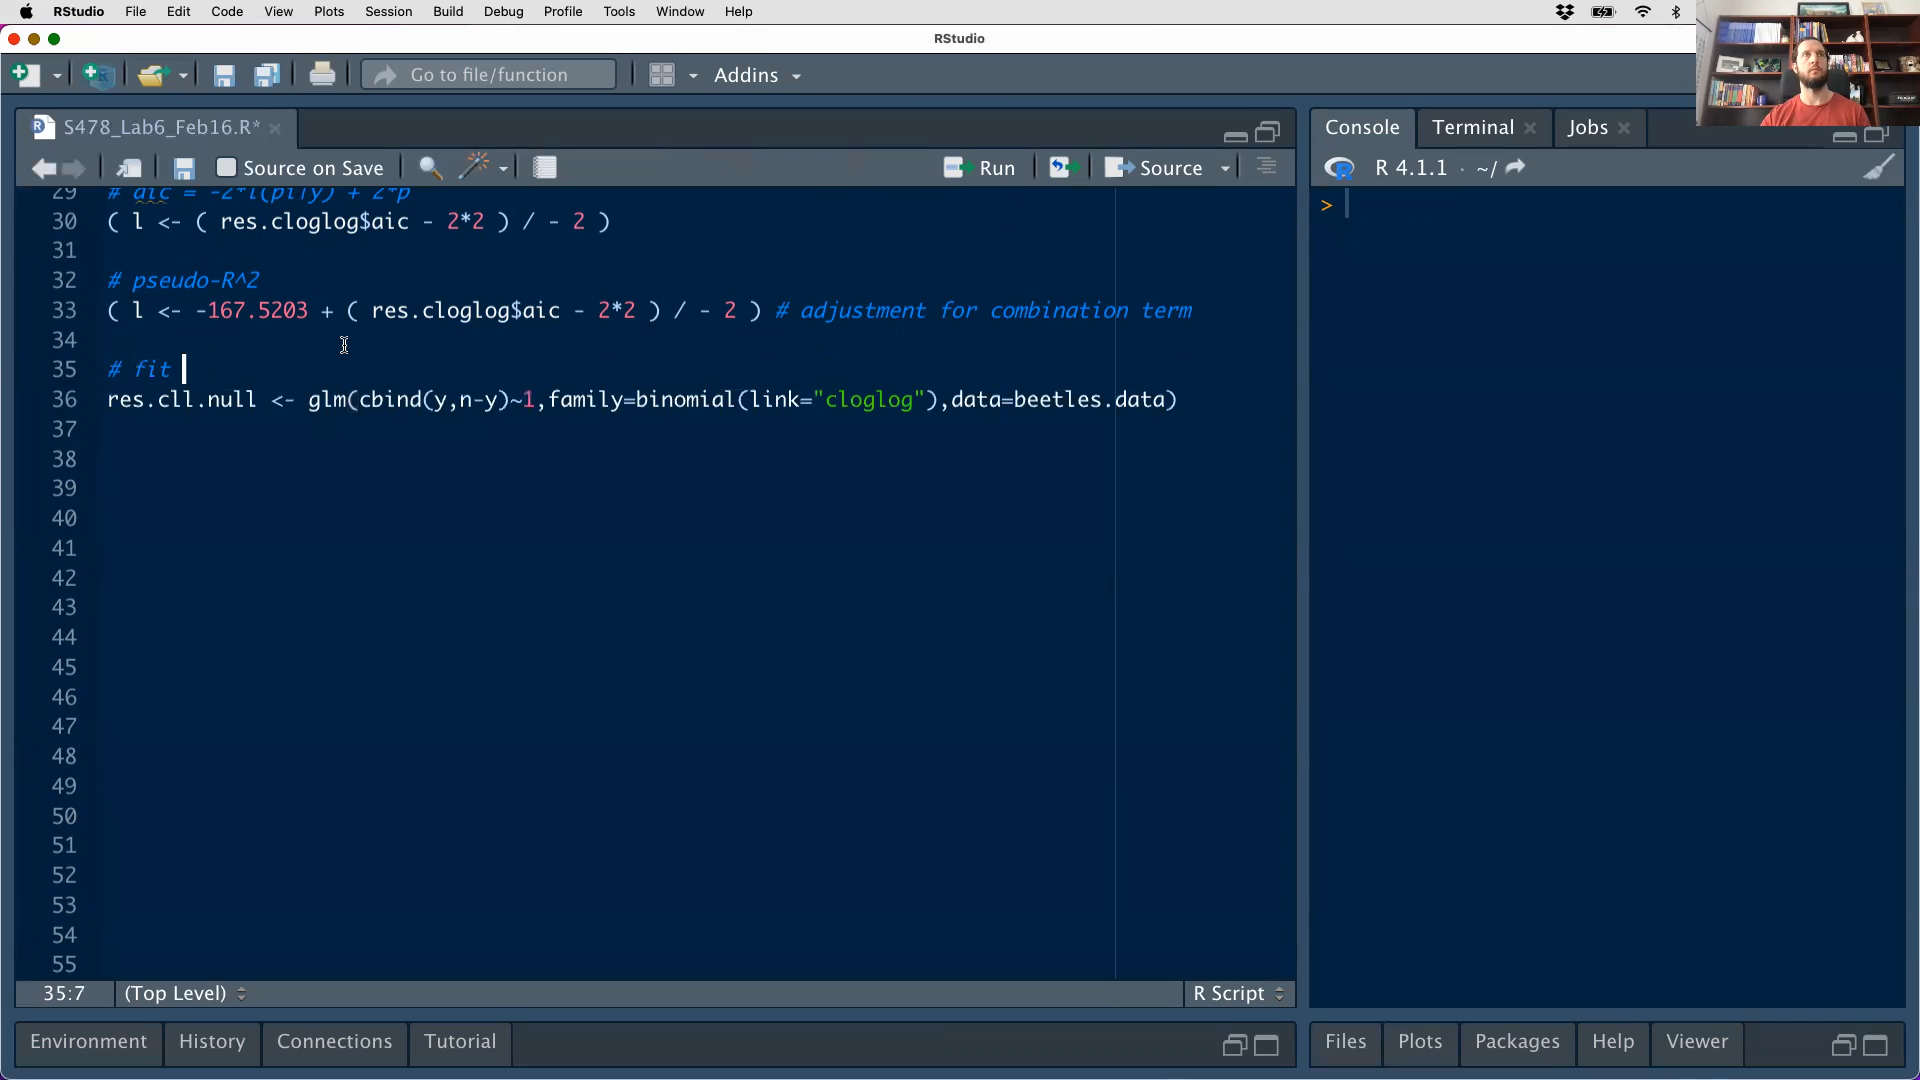 RStudio File Edit Code View Plots Session Build Debug Profile Tools Window Help
RStudio
Go to file/function Addins
S478_Lab6_Feb16.R*
Source on Save Run Source
29 # aic = -2*l(pi|y) + 2*p
30 ( l <- ( res.cloglog$aic - 2*2 ) / - 2 )
31
32 # pseudo-R^2
33 ( l <- -167.5203 + ( res.cloglog$aic - 2*2 ) / - 2 ) # adjustment for combination term
34
35 # fit
36 res.cll.null <- glm(cbind(y,n-y)~1,family=binomial(link="cloglog"),data=beetles.data)
37
38
39
40
41
42
43
44
45
46
47
48
49
50
51
52
53
54
55
35:7 (Top Level) R Script
Environment History Connections Tutorial
Console Terminal Jobs
R 4.1.1 · ~/
>
Files Plots Packages Help Viewer